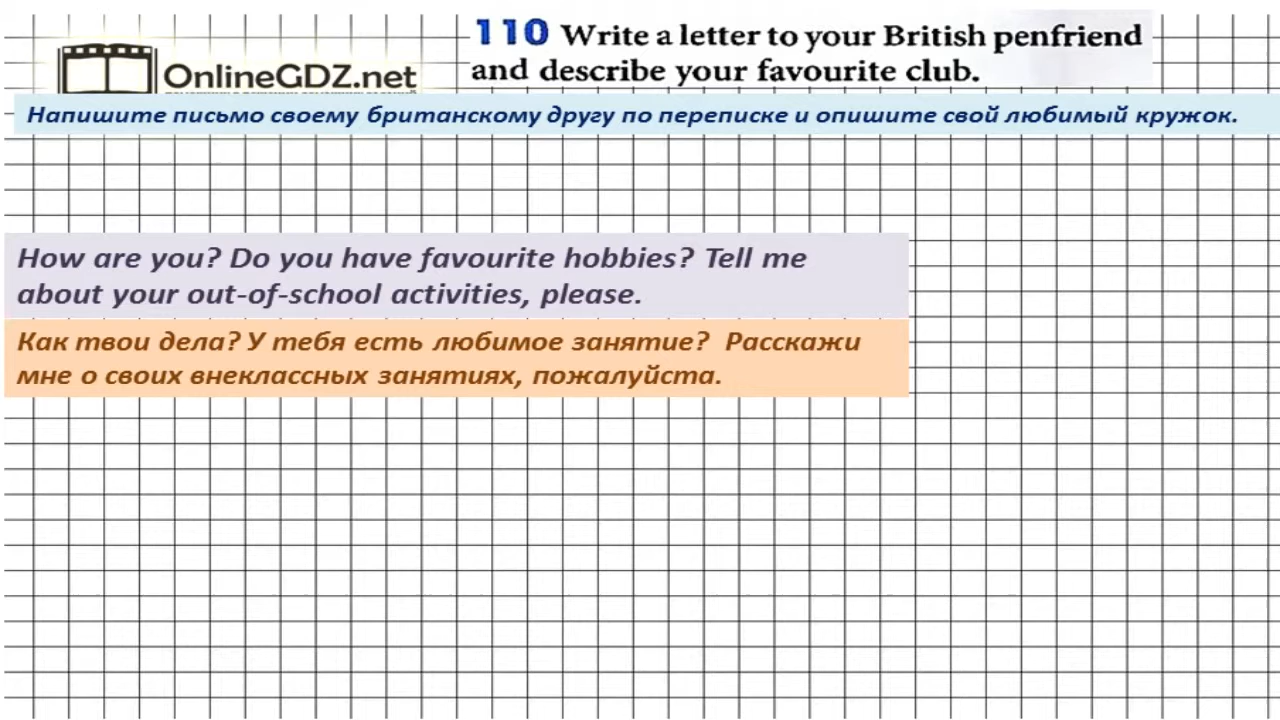 110 Write a letter to your British penfriend
and describe your favourite club.
OnlineGDZ.net
Напишите письмо своему британскому другу по переписке и опишите свой любимый кружок.
How are you? Do you have favourite hobbies? Tell me
about your out-of-school activities, please.
Как твои дела? У тебя есть любимое занятие? Расскажи
мне о своих внеклассных занятиях, пожалуйста.